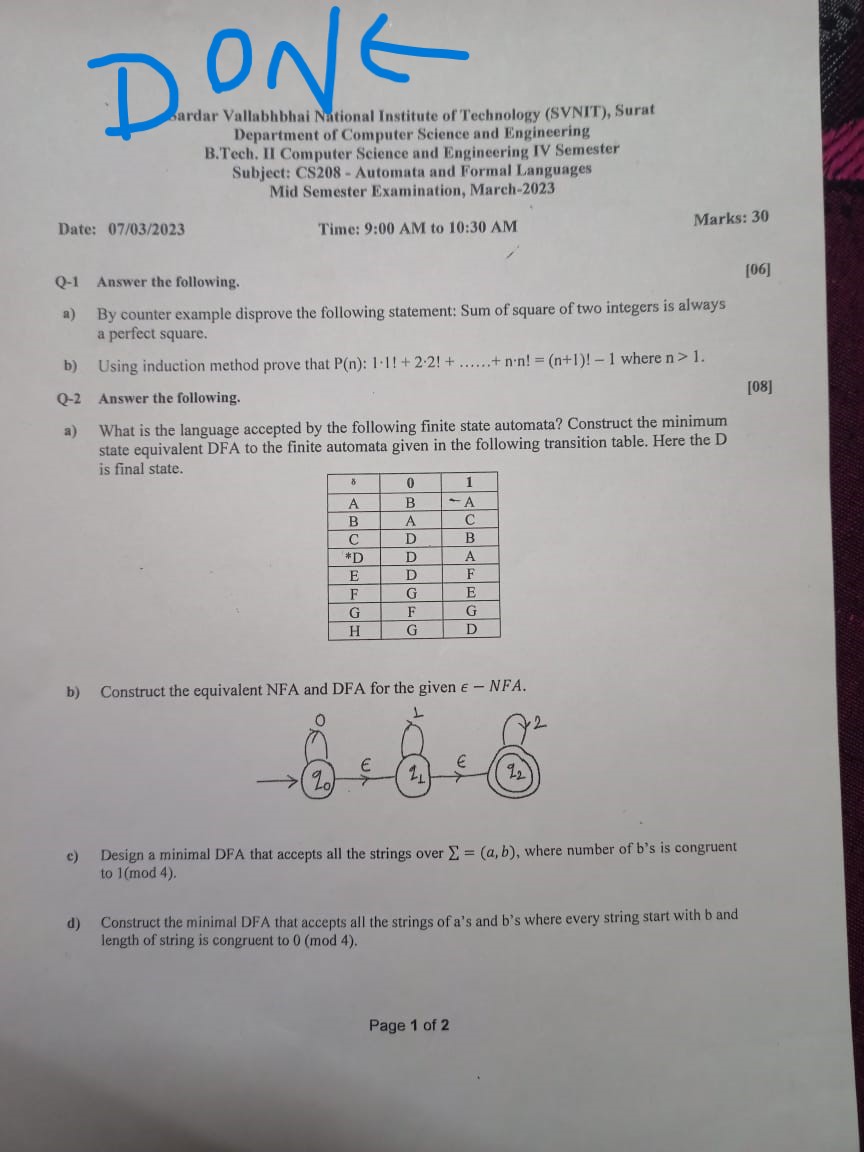 DONE
Sardar Vallabhbhai National Institute of Technology (SVNIT), Surat
Department of Computer Science and Engineering
B.Tech. II Computer Science and Engineering IV Semester
Subject: CS208 - Automata and Formal Languages
Mid Semester Examination, March-2023
Date: 07/03/2023 Time: 9:00 AM to 10:30 AM Marks: 30
Q-1 Answer the following. [06]
a) By counter example disprove the following statement: Sum of square of two integers is always
a perfect square.
b) Using induction method prove that P(n): 1·1! + 2·2! + ……+ n·n! = (n+1)! – 1 where n > 1.
Q-2 Answer the following. [08]
a) What is the language accepted by the following finite state automata? Construct the minimum
state equivalent DFA to the finite automata given in the following transition table. Here the D
is final state.
δ 0 1
A B A
B A C
C D B
*D D A
E D F
F G E
G F G
H G D
b) Construct the equivalent NFA and DFA for the given ϵ – NFA.
0 1 2
q0 ϵ q1 ϵ q2
c) Design a minimal DFA that accepts all the strings over ∑ = (a, b), where number of b's is congruent
to 1(mod 4).
d) Construct the minimal DFA that accepts all the strings of a's and b's where every string start with b and
length of string is congruent to 0 (mod 4).
Page 1 of 2